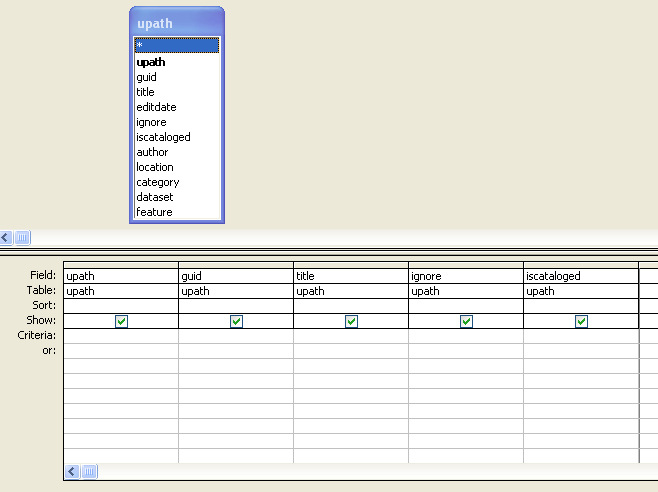 upath
*
upath
guid
title
editdate
ignore
iscataloged
author
location
category
dataset
feature
Field: upath guid title ignore iscataloged
Table: upath upath upath upath upath
Sort:
Show:
Criteria:
or: